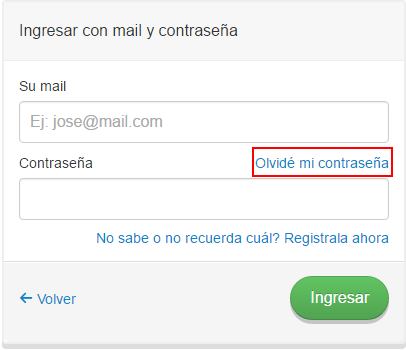 Ingresar con mail y contraseña
Su mail
Ej: jose@mail.com
Contraseña Olvidé mi contraseña
No sabe o no recuerda cuál? Registrala ahora
← Volver Ingresar